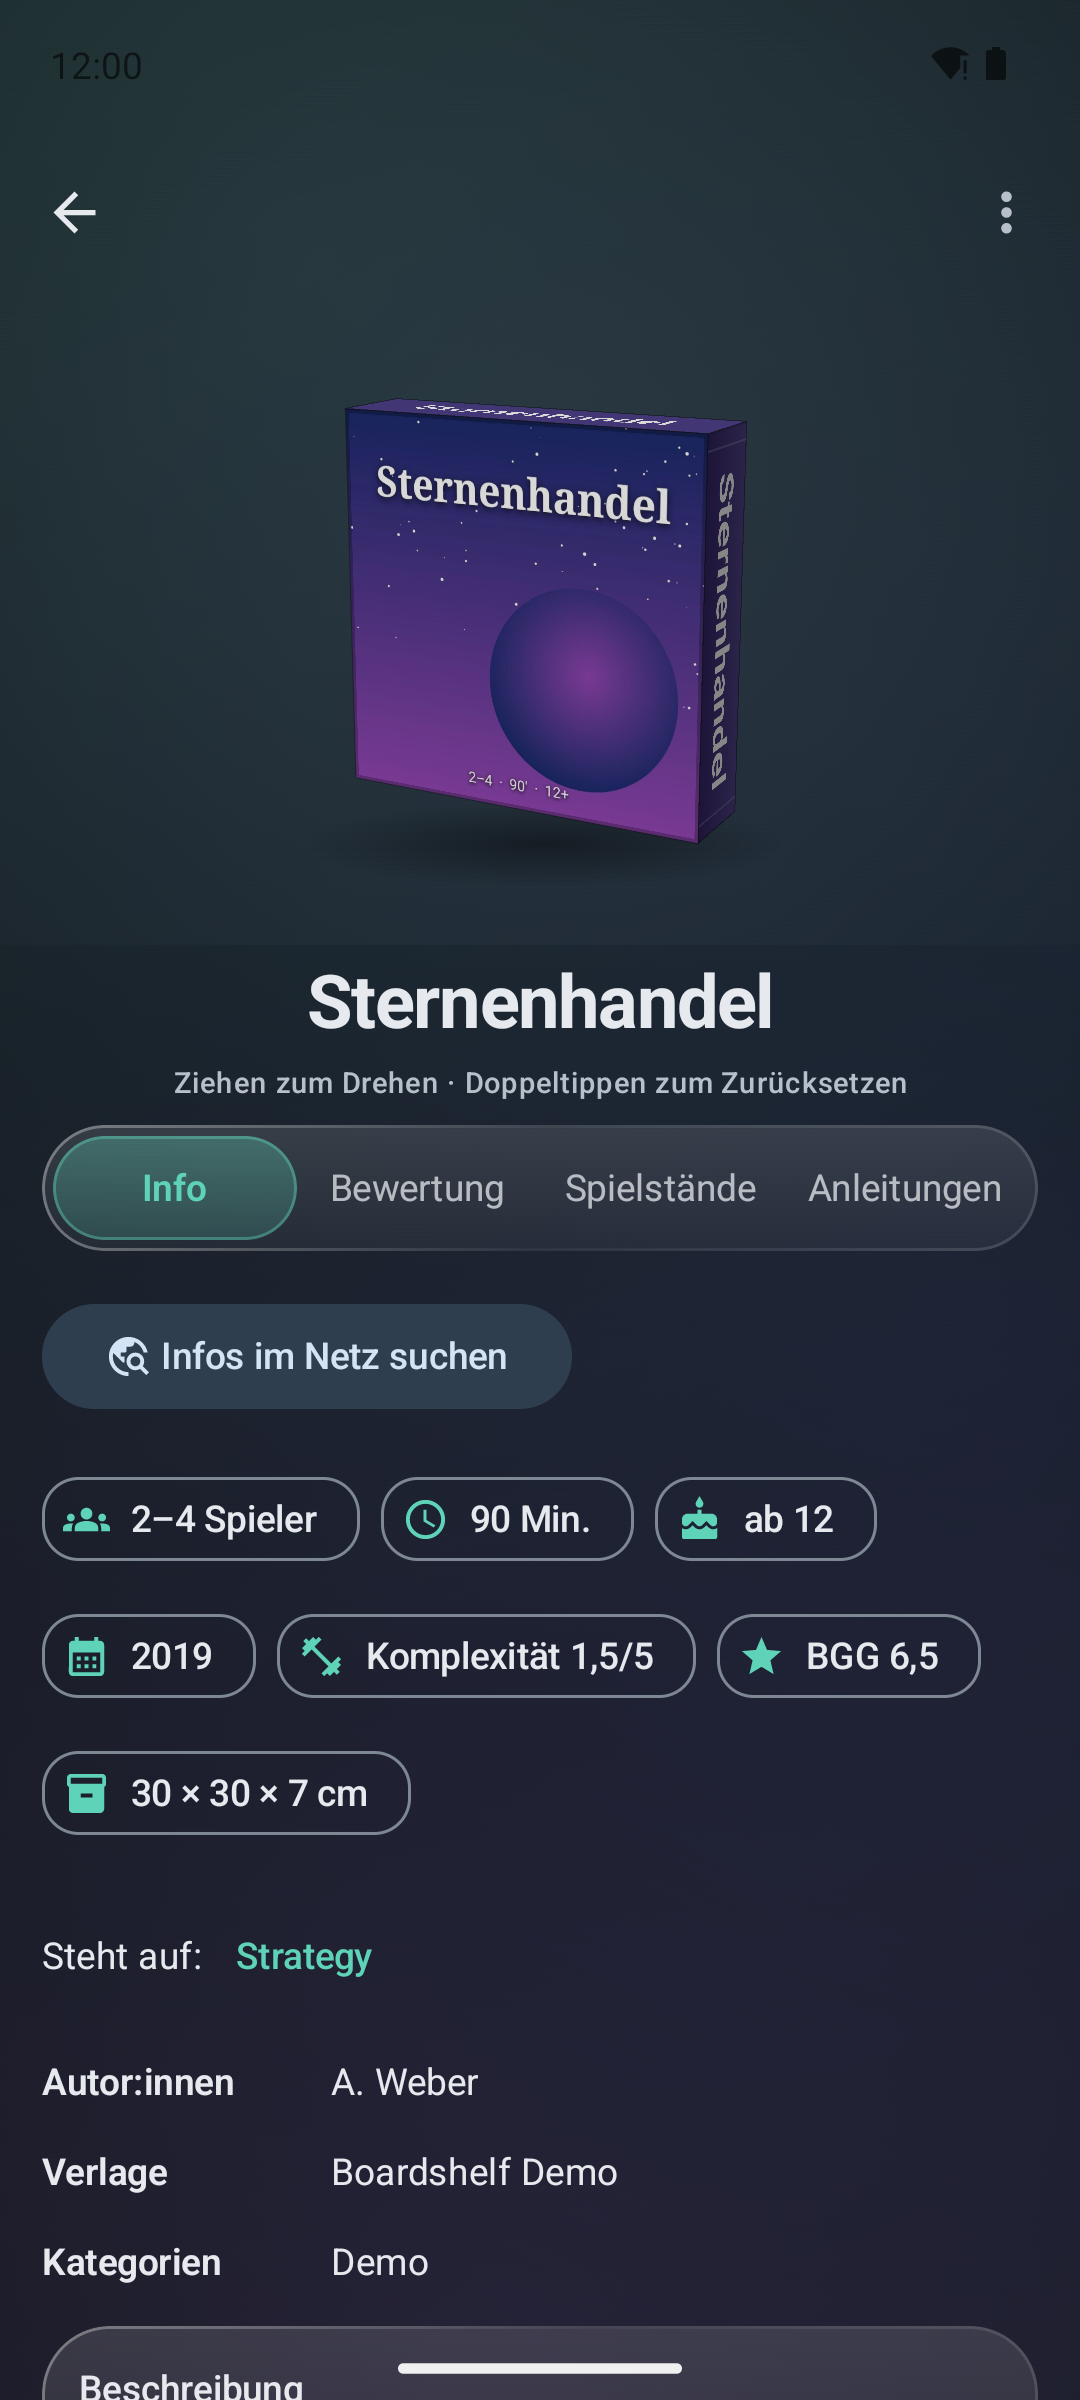 12:00
Sternenhandel
Sternenhandel
Sternenhandel
2–4 · 90' · 12+
Sternenhandel
Ziehen zum Drehen · Doppeltippen zum Zurücksetzen
Info Bewertung Spielstände Anleitungen
Infos im Netz suchen
2–4 Spieler 90 Min. ab 12
2019 Komplexität 1,5/5 BGG 6,5
30 × 30 × 7 cm
Steht auf: Strategy
Autor:innen A. Weber
Verlage Boardshelf Demo
Kategorien Demo
Beschreibung